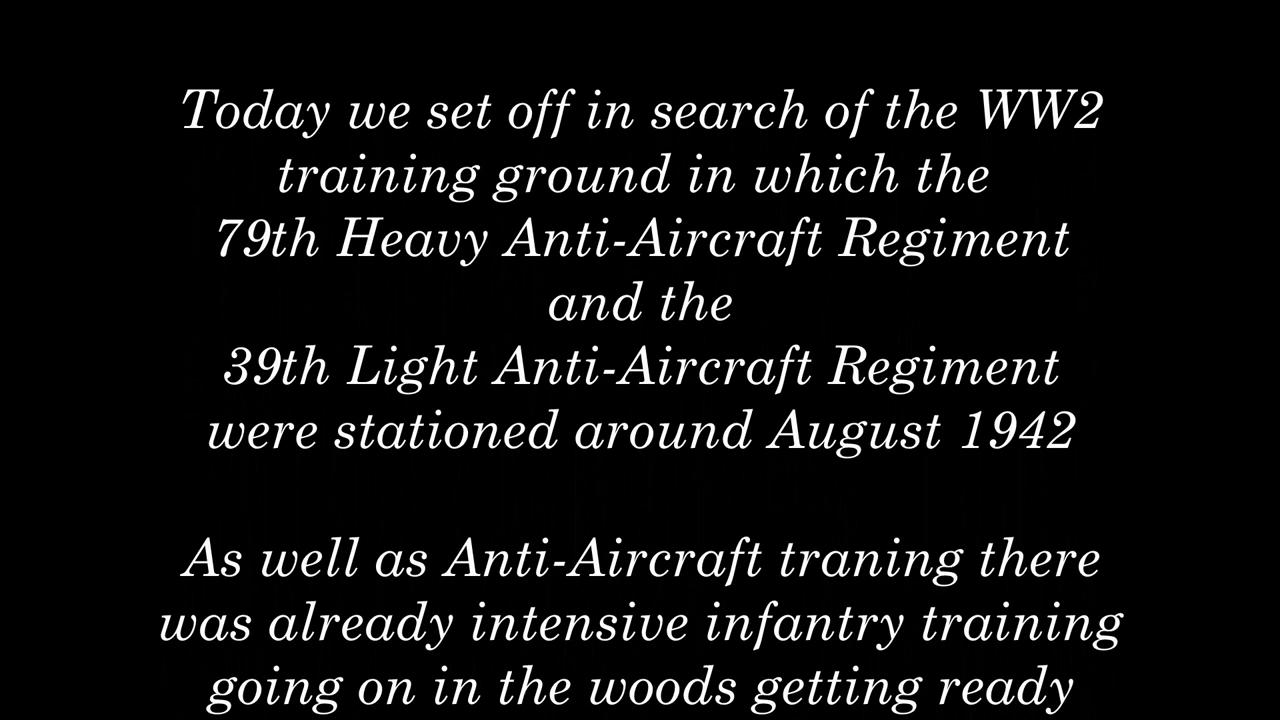 Today we set off in search of the WW2
training ground in which the
79th Heavy Anti-Aircraft Regiment
and the
39th Light Anti-Aircraft Regiment
were stationed around August 1942
As well as Anti-Aircraft traning there
was already intensive infantry training
going on in the woods getting ready